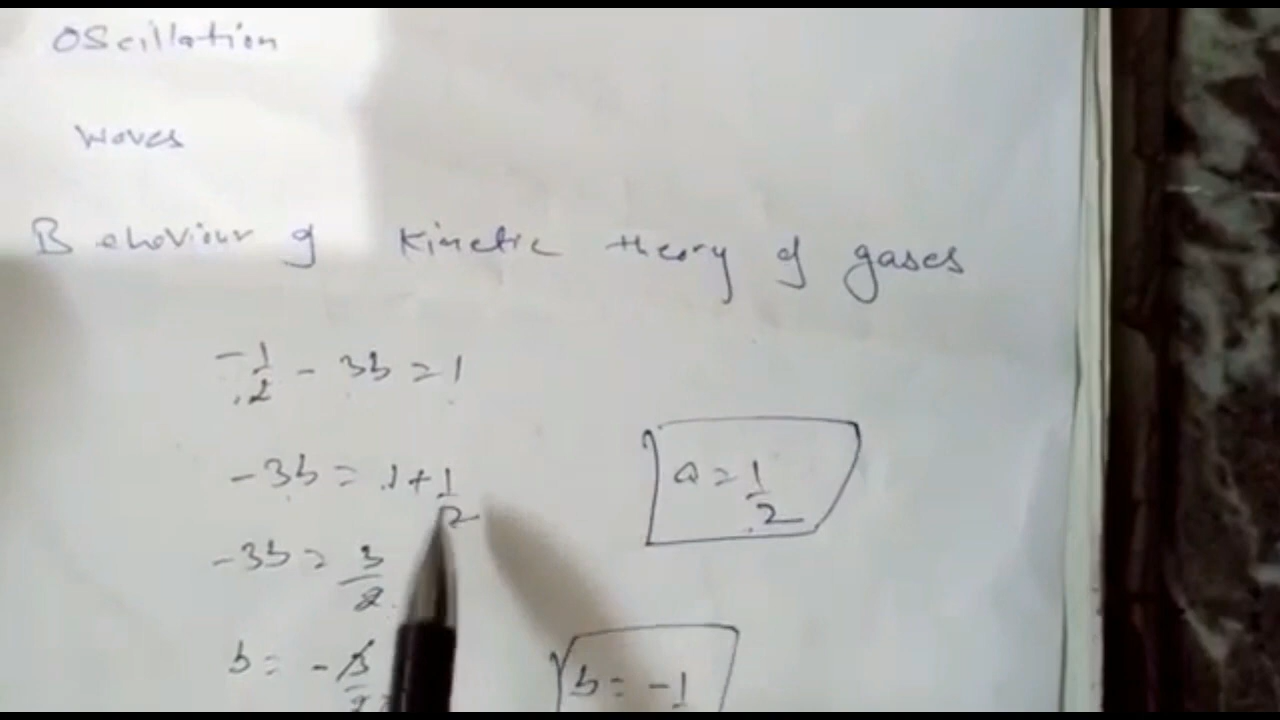 Oscillation
Waves
Behaviour of Kinetic theory of gases
-1/2 - 3b = 1
-3b = 1 + 1/2
a = 1/2
-3b = 3/2
b = -3/
b = -1